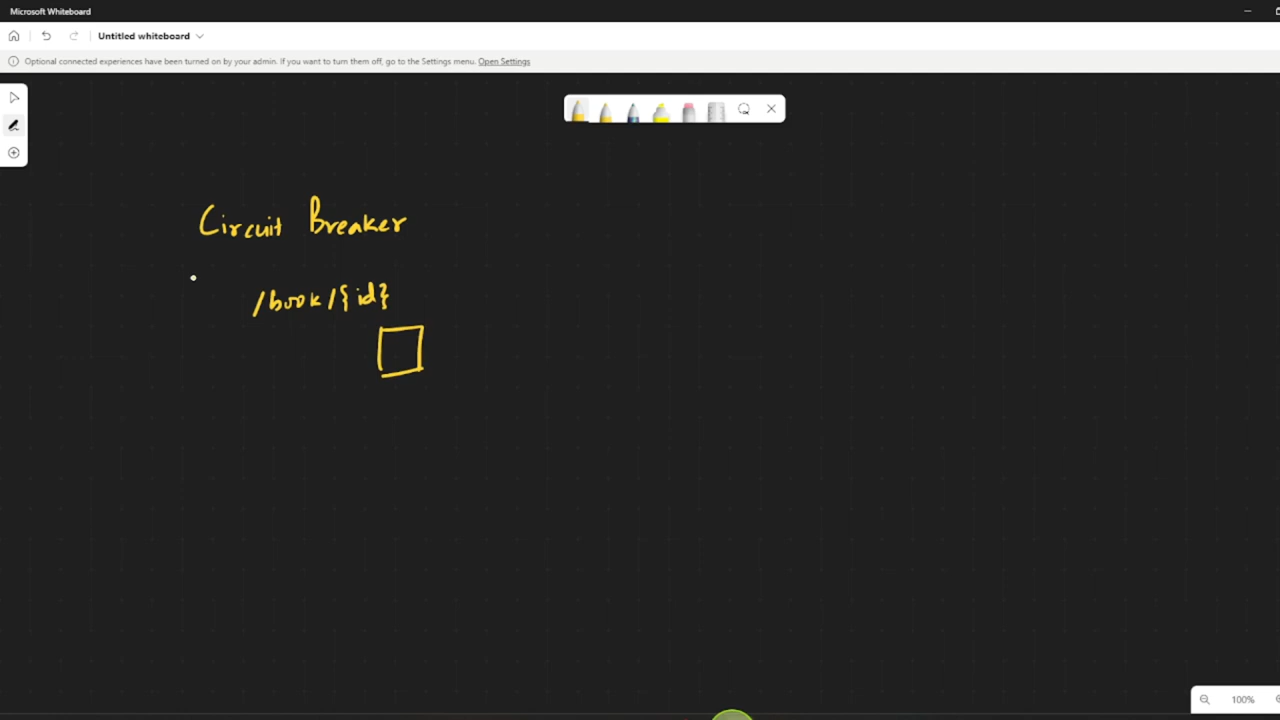 Microsoft Whiteboard
Untitled whiteboard
Optional connected experiences have been turned on by your admin. If you want to turn them off, go to the Settings menu. Open Settings
Circuit Breaker
/book/{id}
100%